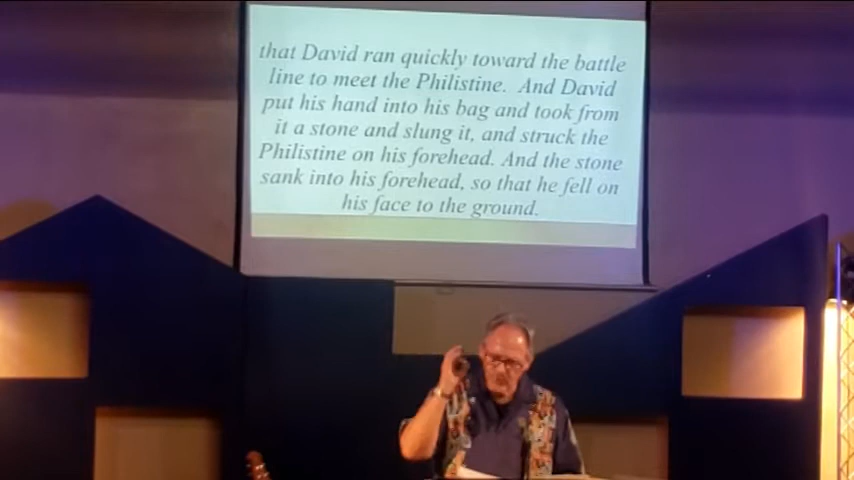 that David ran quickly toward the battle
line to meet the Philistine. And David
put his hand into his bag and took from
it a stone and slung it, and struck the
Philistine on his forehead. And the stone
sank into his forehead, so that he fell on
his face to the ground.